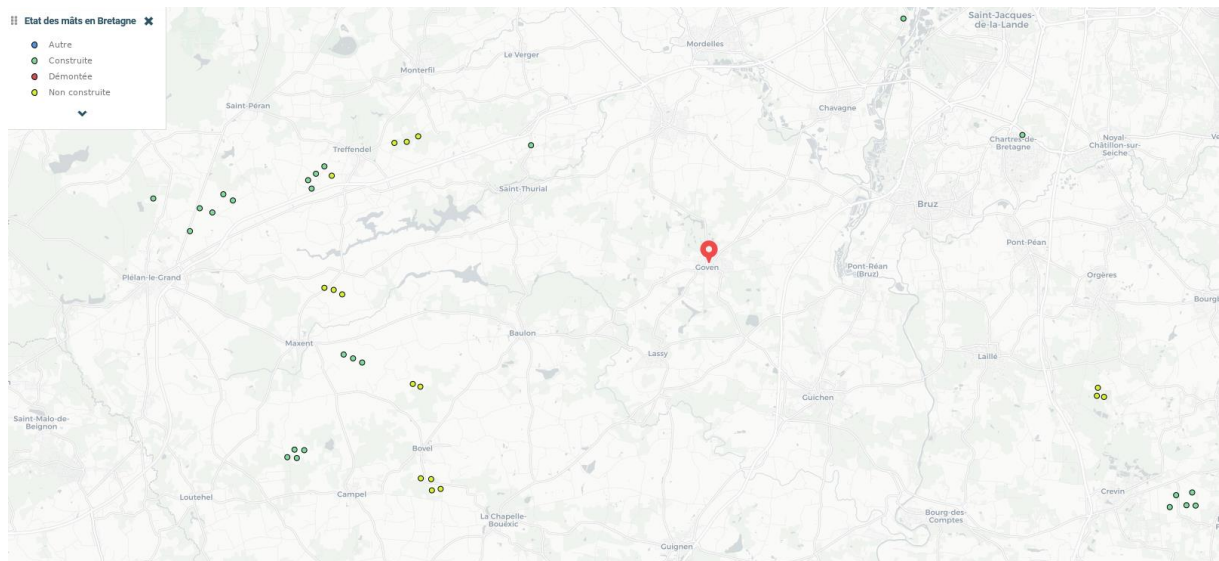 Etat des mâts en Bretagne
Autre
Construite
Démontée
Non construite
Saint-Jacques-
de-la-Lande
Mordelles
Le Verger
Monterfil
Saint-Péran
Chavagne
Chartres-de-
Bretagne
Noyal-
Châtillon-sur-
Seiche
Ve
Treffendel
Saint-Thurial
Bruz
Pont-Péan
Goven
Pont-Réan
(Bruz)
Orgères
Plélan-le-Grand
Bourg
Baulon
Maxent
Lassy
Laillé
Guichen
Saint-Malo-de-
Beignon
Bovel
Loutehel
Campel
Crevin
La Chapelle-
Bouëxic
Bourg-des-
Comptes
Guignen